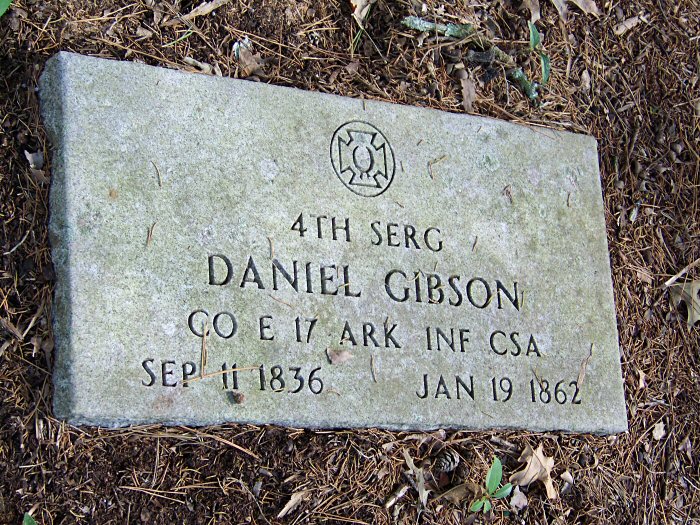 4TH SERG
DANIEL GIBSON
CO E 17 ARK INF CSA
SEP 11 1836 JAN 19 1862